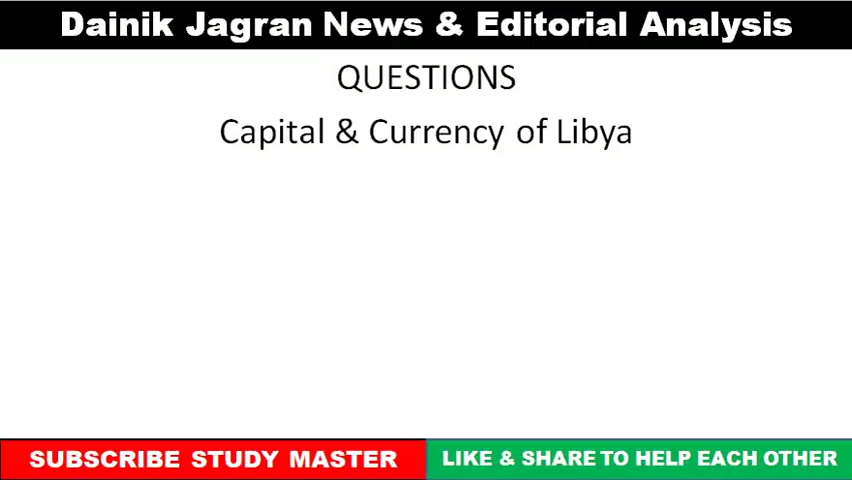 Dainik Jagran News & Editorial Analysis
QUESTIONS
Capital & Currency of Libya
SUBSCRIBE STUDY MASTER
LIKE & SHARE TO HELP EACH OTHER